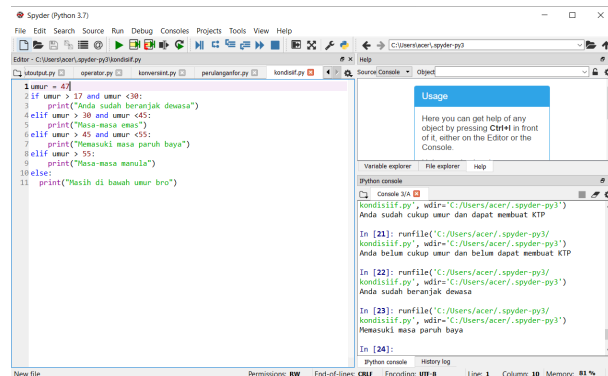 Spyder (Python 3.7)
File Edit Search Source Run Debug Consoles Projects Tools View Help
C:\Users\acer\.spyder-py3
Editor - C:\Users\acer\.spyder-py3\kondisiif.py
Help
utoutput.py operator.py konversiint.py perulanganfor.py kondisiif.py
Source Console Object
1 umur = 47
2 if umur > 17 and umur <30:
3 print("Anda sudah beranjak dewasa")
4 elif umur > 30 and umur <45:
5 print("Masa-masa emas")
6 elif umur > 45 and umur <55:
7 print("Memasuki masa paruh baya")
8 elif umur > 55:
9 print("Masa-masa manula")
10 else:
11 print("Masih di bawah umur bro")
Usage
Here you can get help of any
object by pressing Ctrl+I in front
of it, either on the Editor or the
Console.
Variable explorer File explorer Help
IPython console
Console 3/A
kondisiif.py', wdir='C:/Users/acer/.spyder-py3')
Anda sudah cukup umur dan dapat membuat KTP
In [21]: runfile('C:/Users/acer/.spyder-py3/
kondisiif.py', wdir='C:/Users/acer/.spyder-py3')
Anda belum cukup umur dan belum dapat membuat KTP
In [22]: runfile('C:/Users/acer/.spyder-py3/
kondisiif.py', wdir='C:/Users/acer/.spyder-py3')
Anda sudah beranjak dewasa
In [23]: runfile('C:/Users/acer/.spyder-py3/
kondisiif.py', wdir='C:/Users/acer/.spyder-py3')
Memasuki masa paruh baya
In [24]:
IPython console History log
New file Permissions: RW End-of-lines: CRLF Encoding: UTF-8 Line: 1 Column: 10 Memory: 81 %